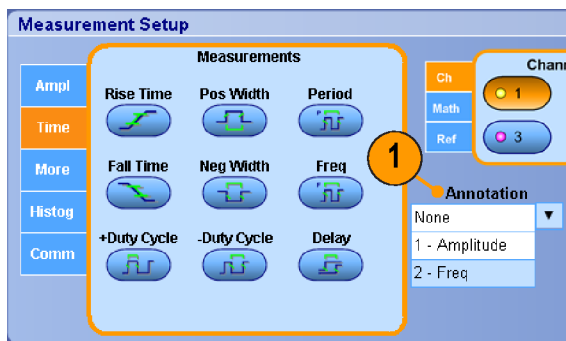 Measurement Setup
Ampl
Time
More
Histog
Comm
Measurements
Rise Time
Pos Width
Period
Fall Time
Neg Width
Freq
+Duty Cycle
-Duty Cycle
Delay
Ch
Math
Ref
Chan
1
3
1
Annotation
None
1 - Amplitude
2 - Freq